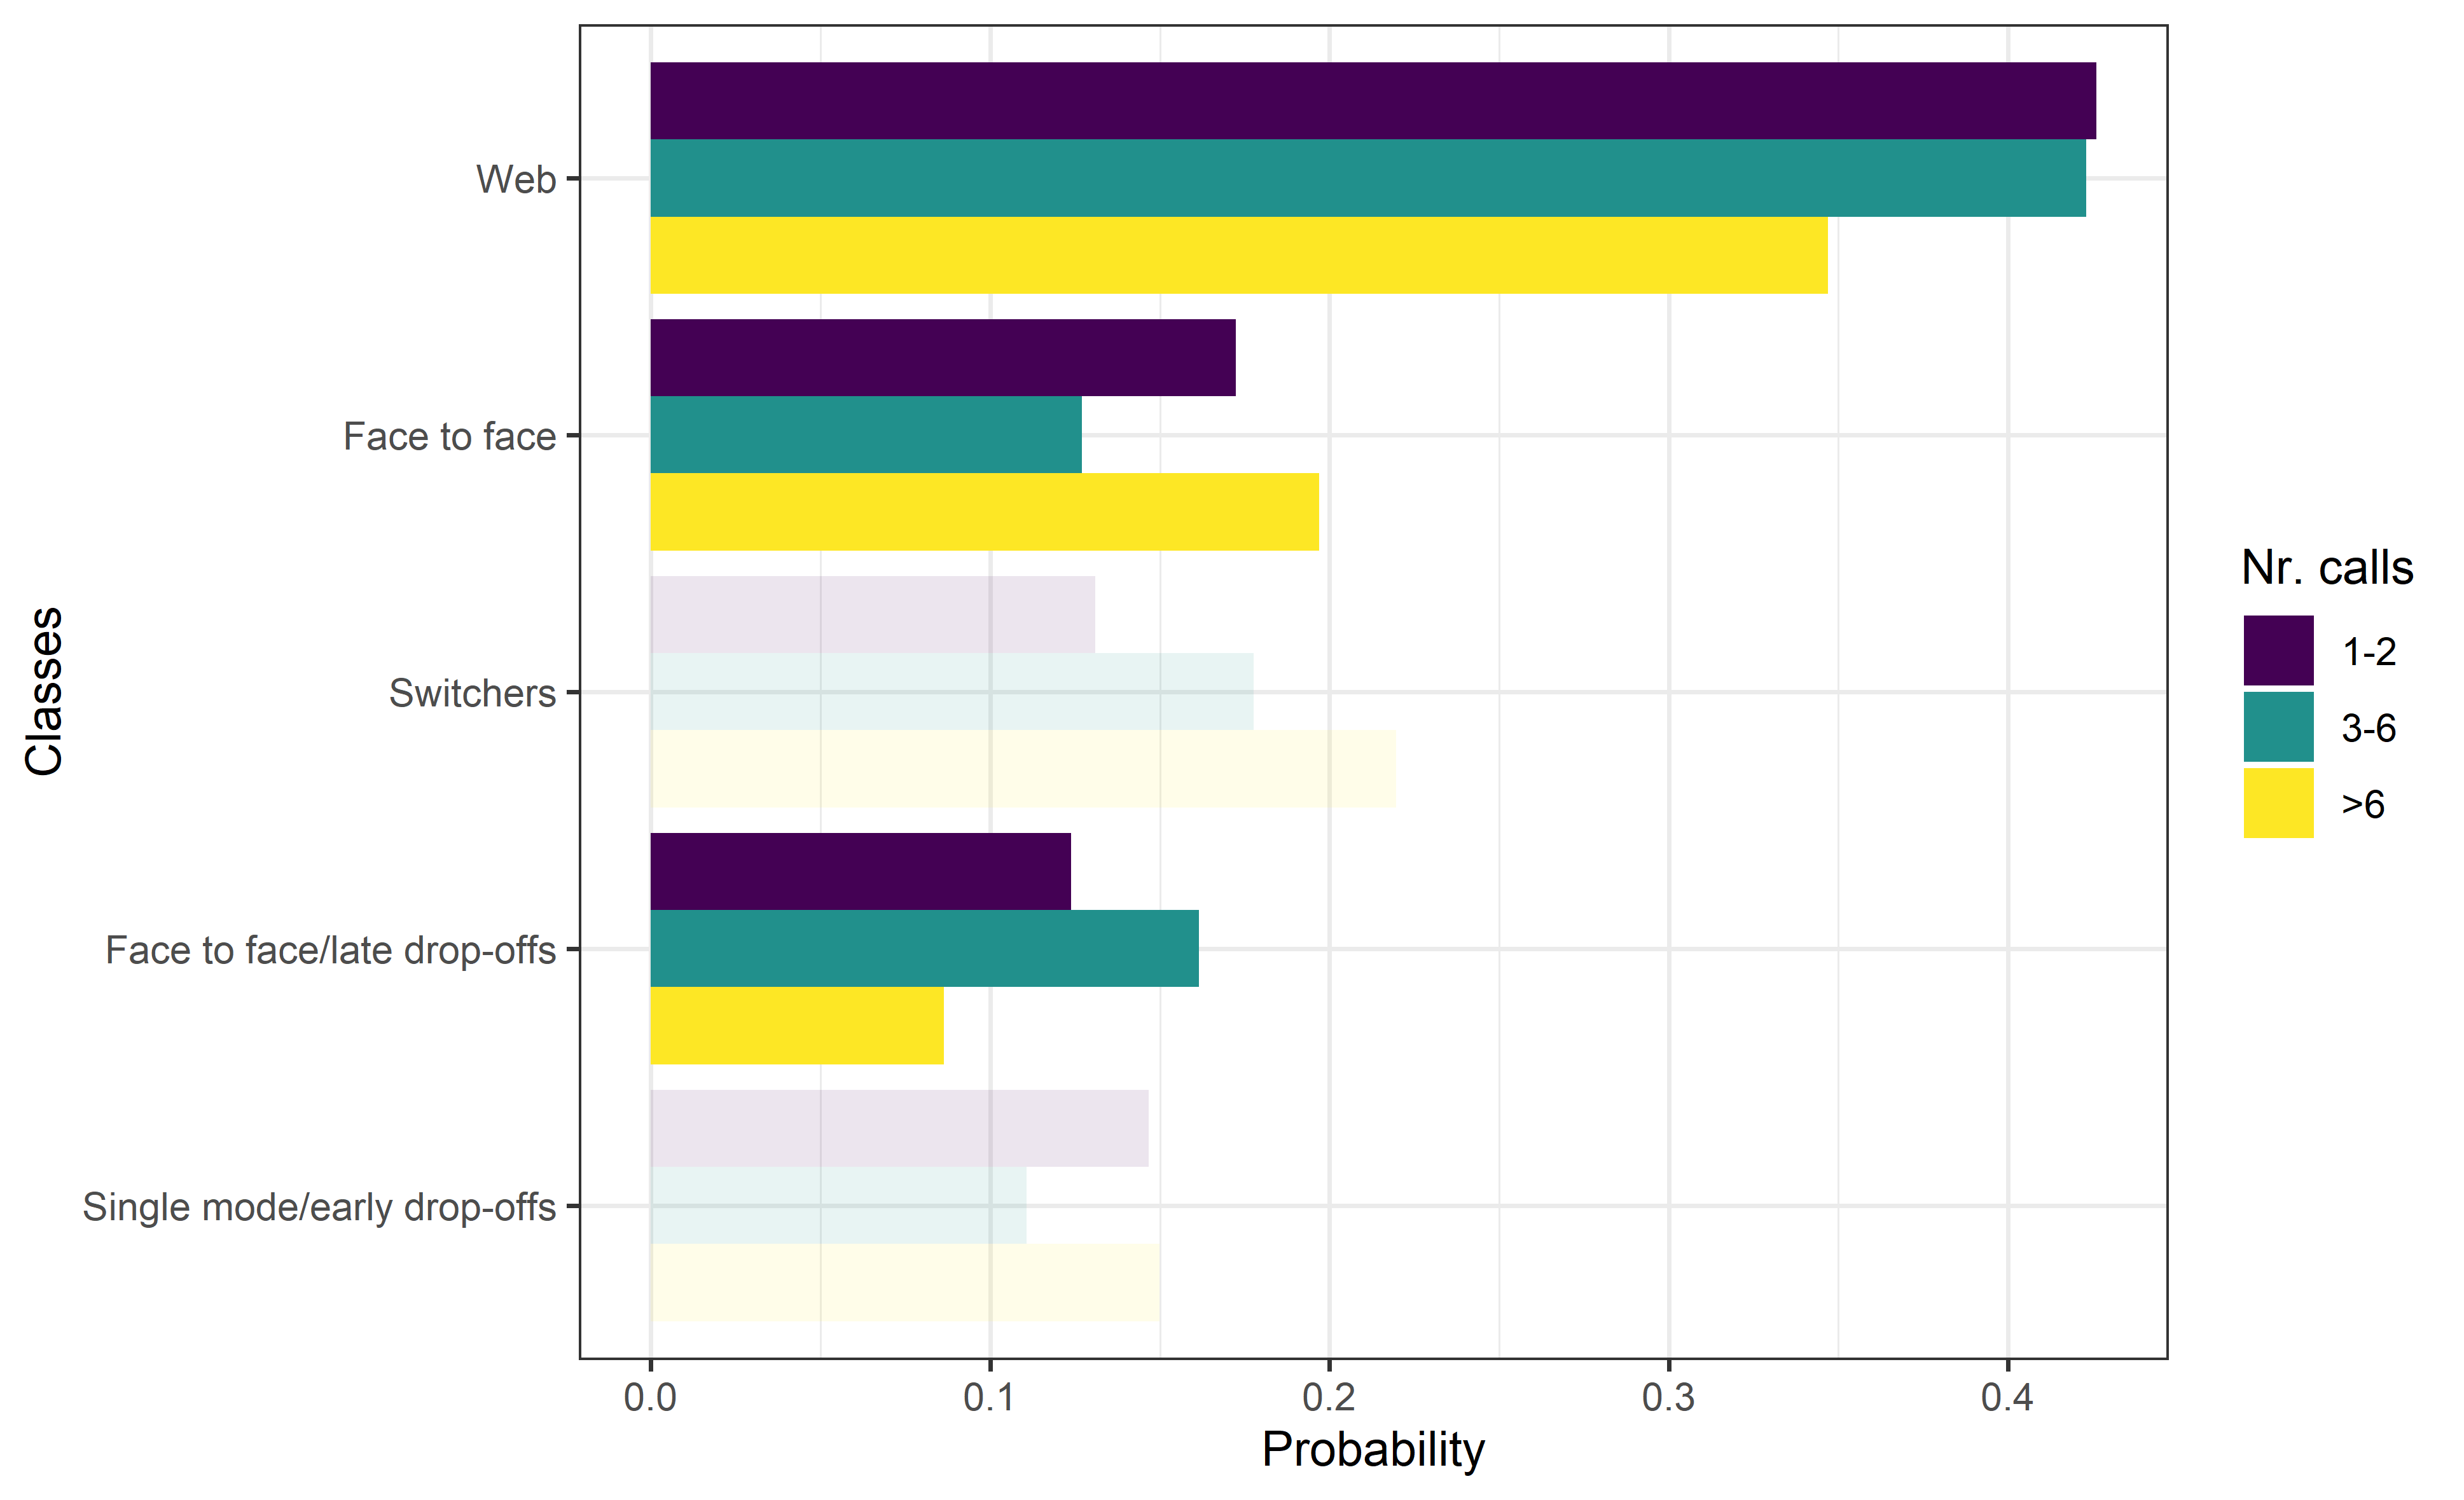 Classes
Web
Face to face
Switchers
Face to face/late drop-offs
Single mode/early drop-offs
0.0 0.1 0.2 0.3 0.4
Probability
Nr. calls
1-2
3-6
>6